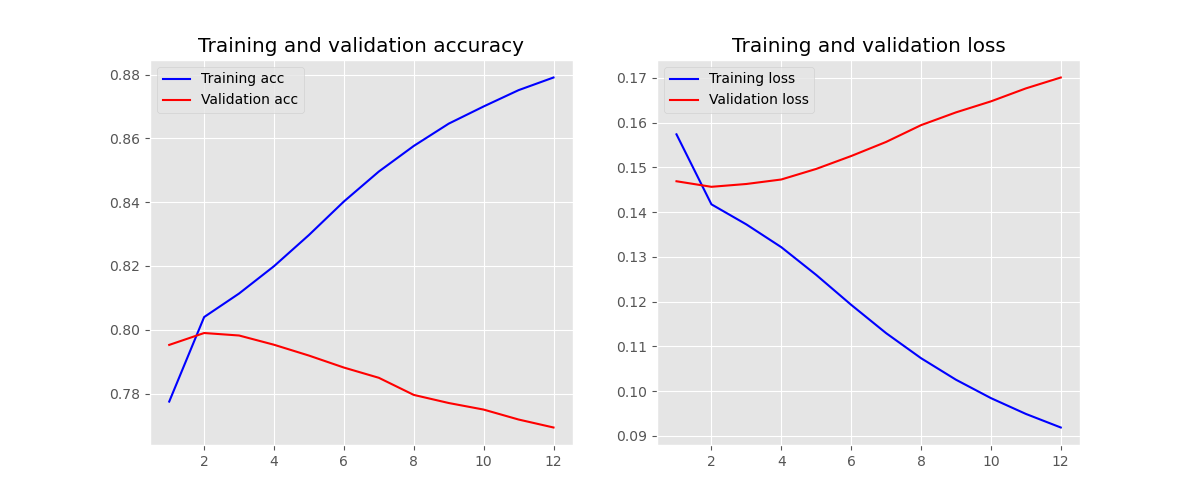 Training and validation accuracy
0.88
0.86
0.84
0.82
0.80
0.78
2 4 6 8 10 12
Training acc
Validation acc
Training and validation loss
0.17
0.16
0.15
0.14
0.13
0.12
0.11
0.10
0.09
2 4 6 8 10 12
Training loss
Validation loss